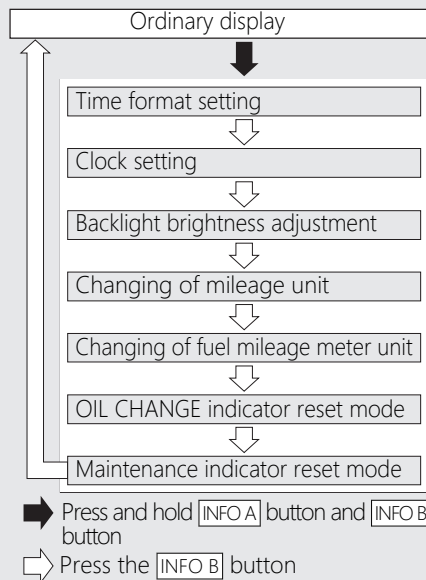 Ordinary display
Time format setting
Clock setting
Backlight brightness adjustment
Changing of mileage unit
Changing of fuel mileage meter unit
OIL CHANGE indicator reset mode
Maintenance indicator reset mode
Press and hold INFO A button and INFO B
button
Press the INFO B button